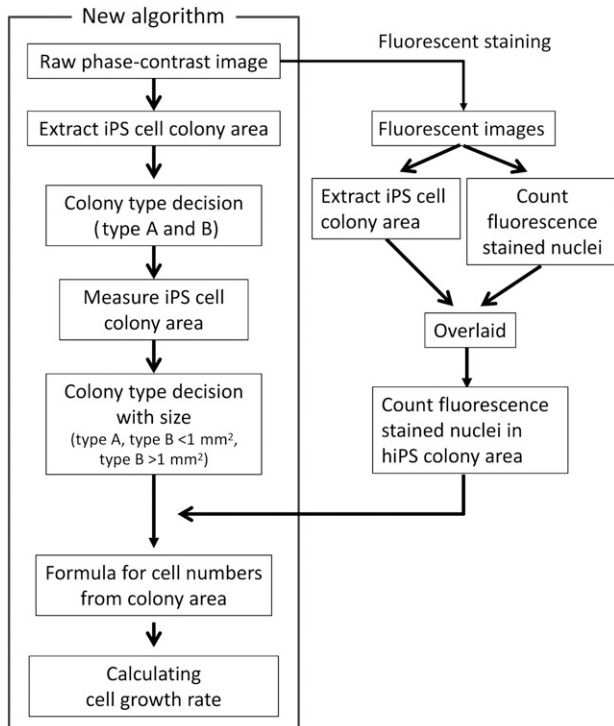 New algorithm
Raw phase-contrast image
Extract iPS cell colony area
Colony type decision
(type A and B)
Measure iPS cell
colony area
Colony type decision
with size
(type A, type B <1 mm²,
type B >1 mm²)
Formula for cell numbers
from colony area
Calculating
cell growth rate
Fluorescent staining
Fluorescent images
Extract iPS cell
colony area
Count
fluorescence
stained nuclei
Overlaid
Count fluorescence
stained nuclei in
hiPS colony area